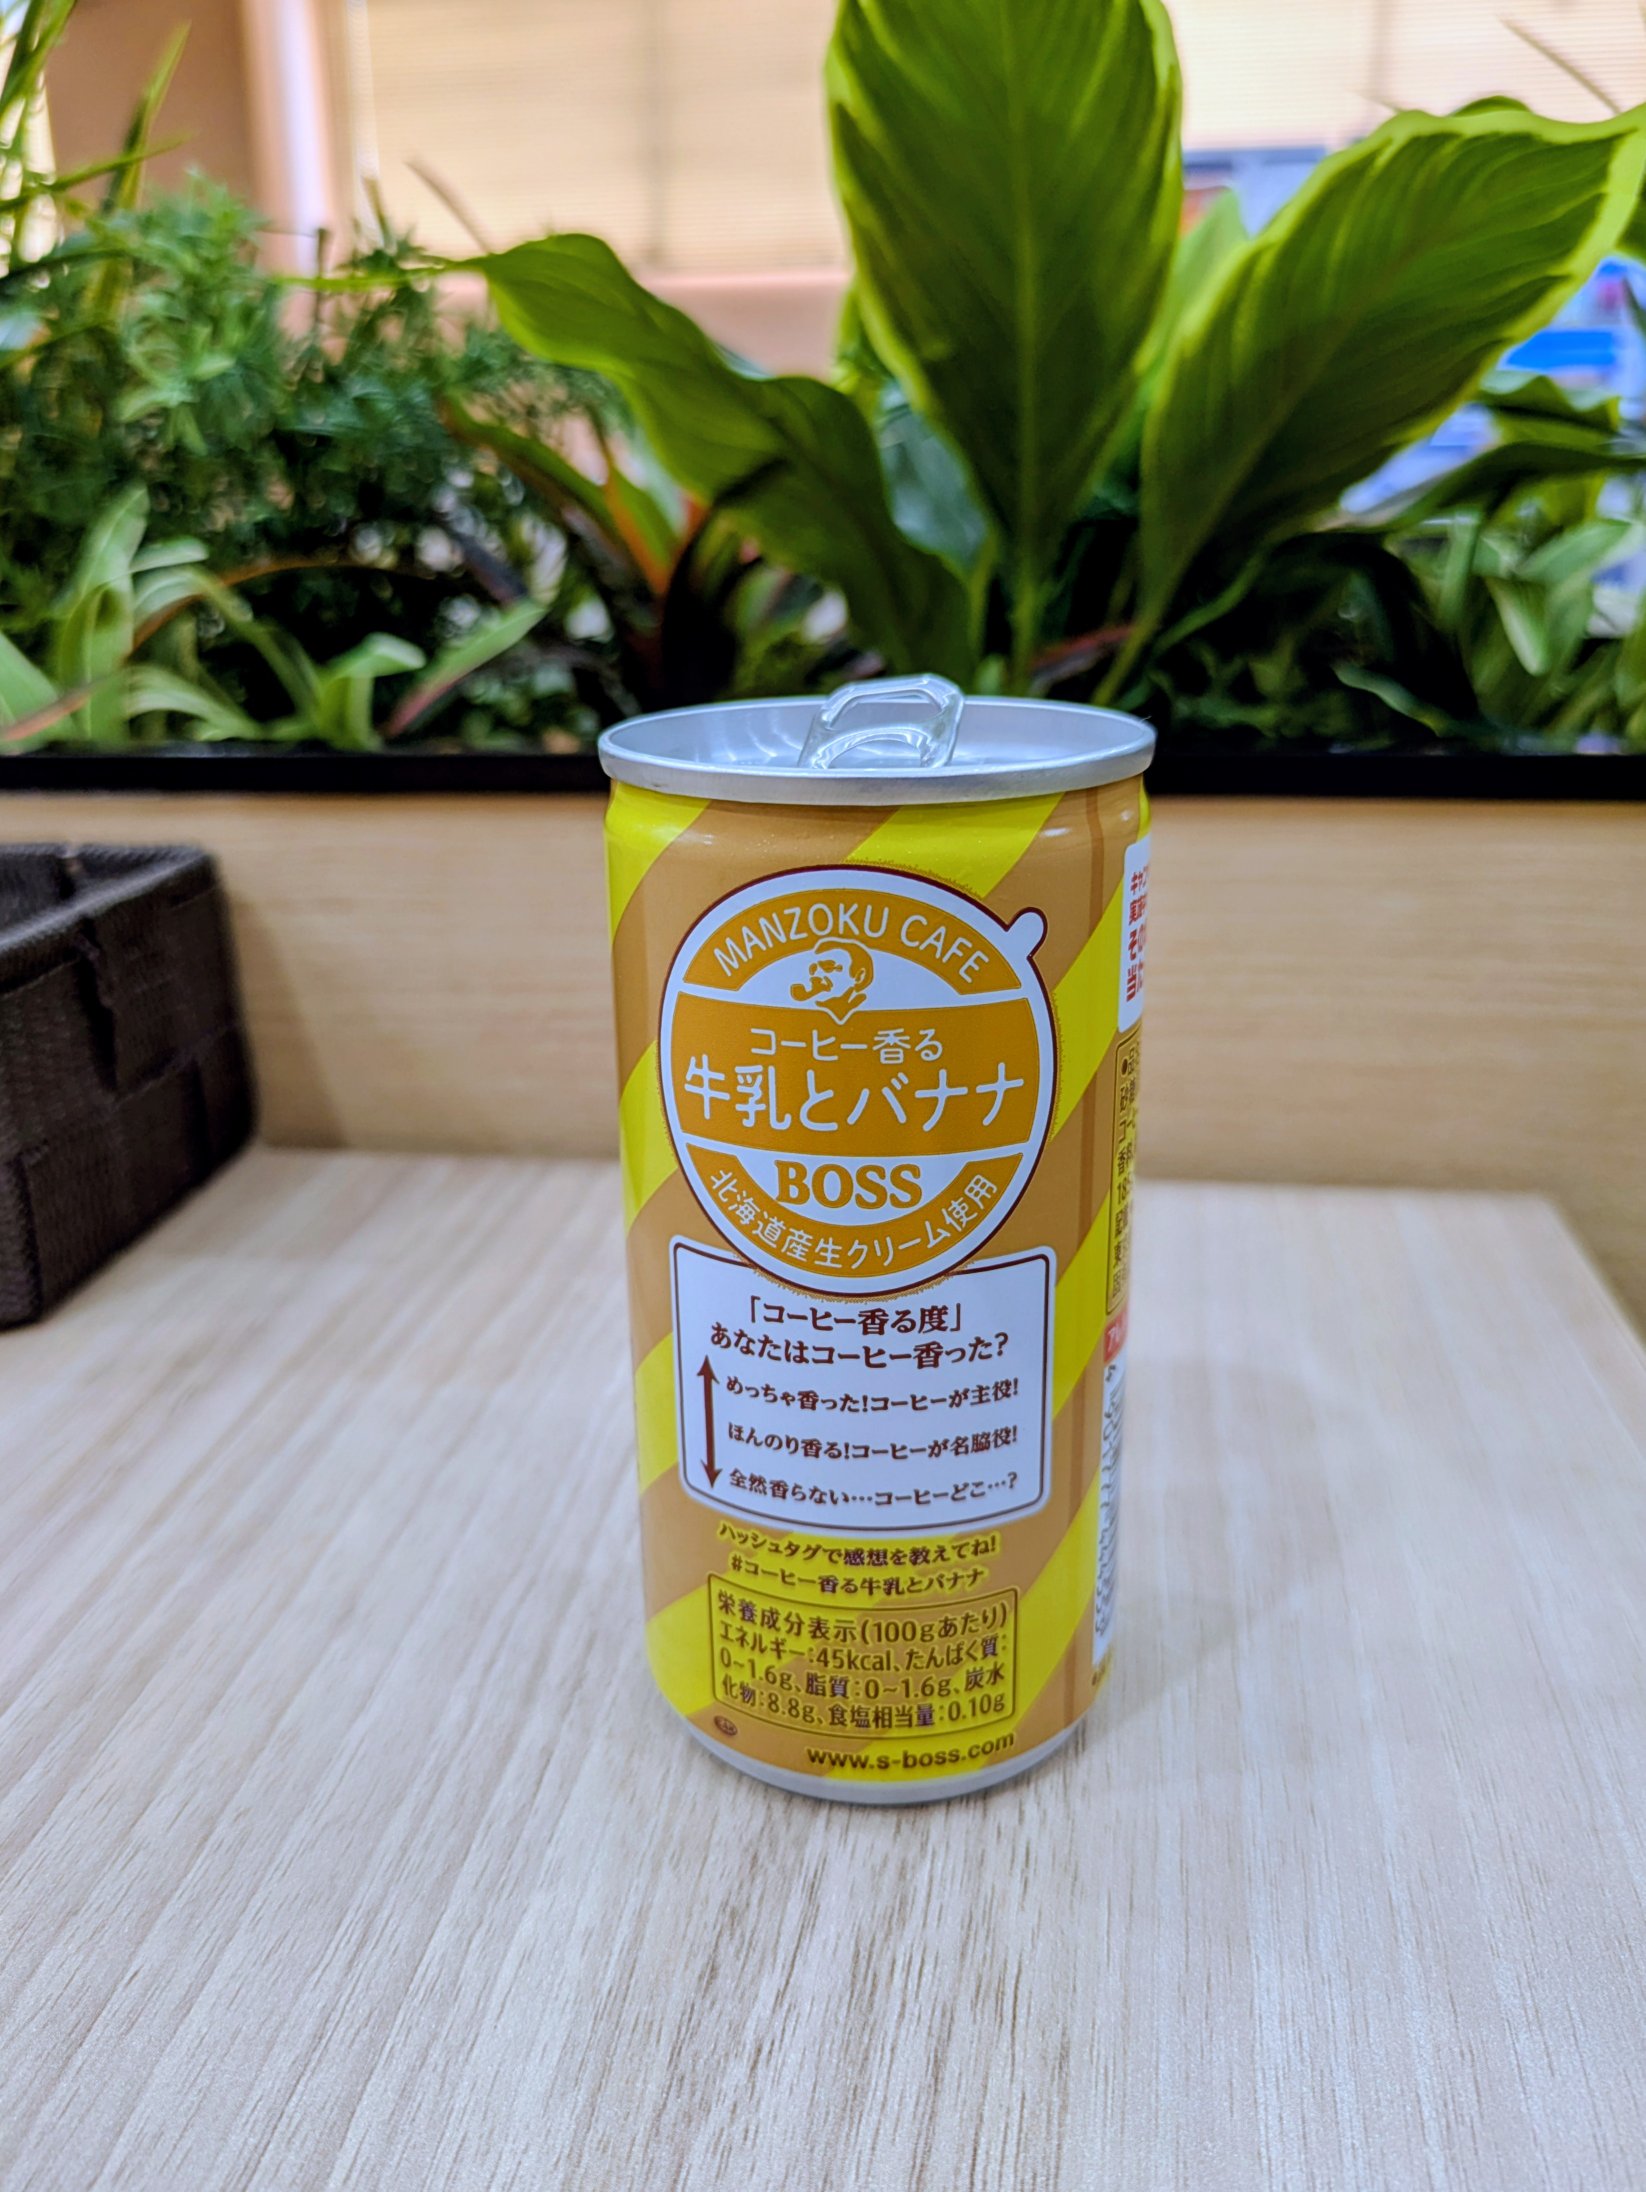 MANZOKU CAFE
コーヒー香る
牛乳とバナナ
BOSS
北海道産生クリーム使用
「コーヒー香る度」
あなたはコーヒー香った?
めっちゃ香った!コーヒーが主役!
ほんのり香る!コーヒーが名脇役!
全然香らない…コーヒーどこ…?
ハッシュタグで感想を教えてね!
#コーヒー香る牛乳とバナナ
栄養成分表示(100gあたり)
エネルギー:45kcal、たんぱく質:
0~1.6g、脂質:0~1.6g、炭水
化物:8.8g、食塩相当量:0.10g
www.s-boss.com